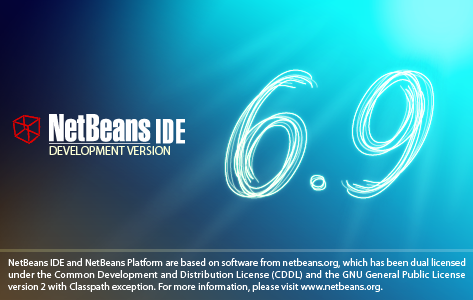 NetBeans IDE
DEVELOPMENT VERSION
6.9
NetBeans IDE and NetBeans Platform are based on software from netbeans.org, which has been dual licensed
under the Common Development and Distribution License (CDDL) and the GNU General Public License
version 2 with Classpath exception. For more information, please visit www.netbeans.org.